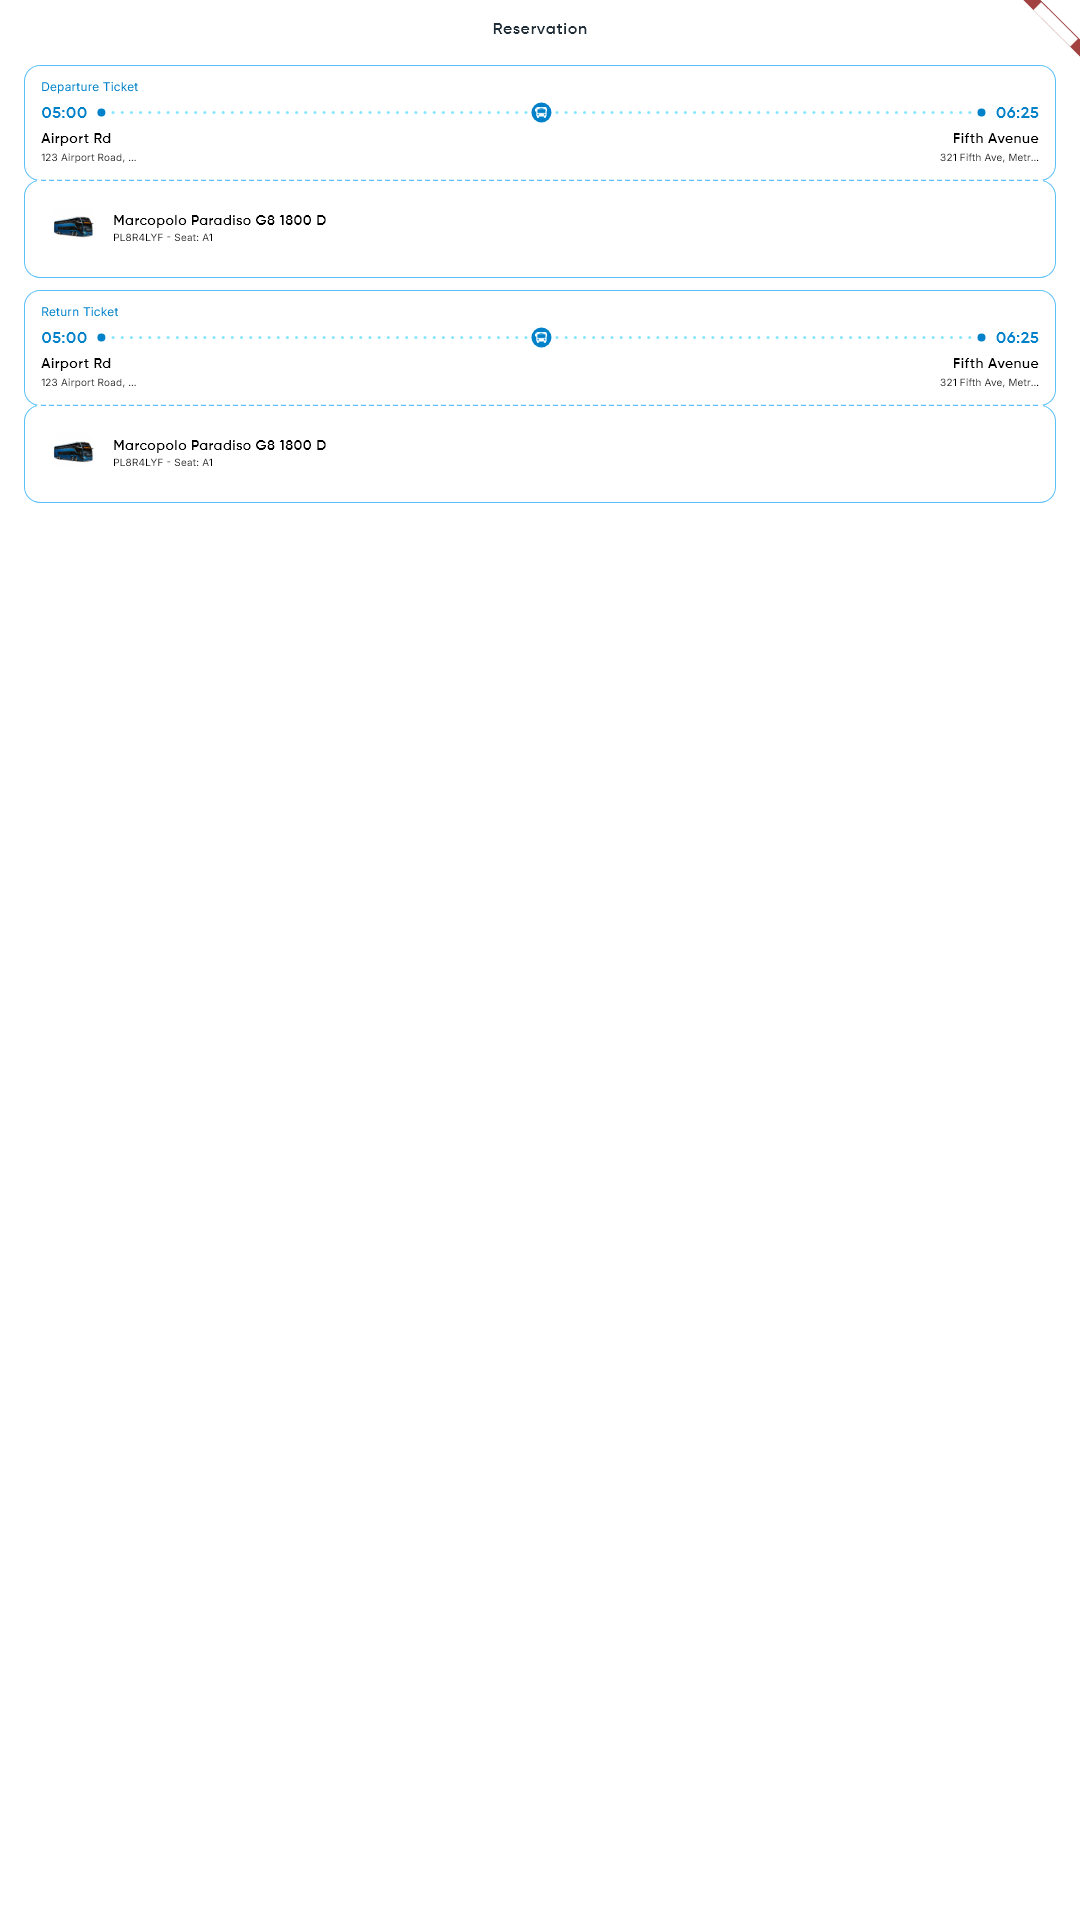 Reservation
Departure Ticket
05:00 06:25
Airport Rd Fifth Avenue
123 Airport Road, ... 321 Fifth Ave, Metr...
Marcopolo Paradiso G8 1800 D
PL8R4LYF - Seat: A1
Return Ticket
05:00 06:25
Airport Rd Fifth Avenue
123 Airport Road, ... 321 Fifth Ave, Metr...
Marcopolo Paradiso G8 1800 D
PL8R4LYF - Seat: A1